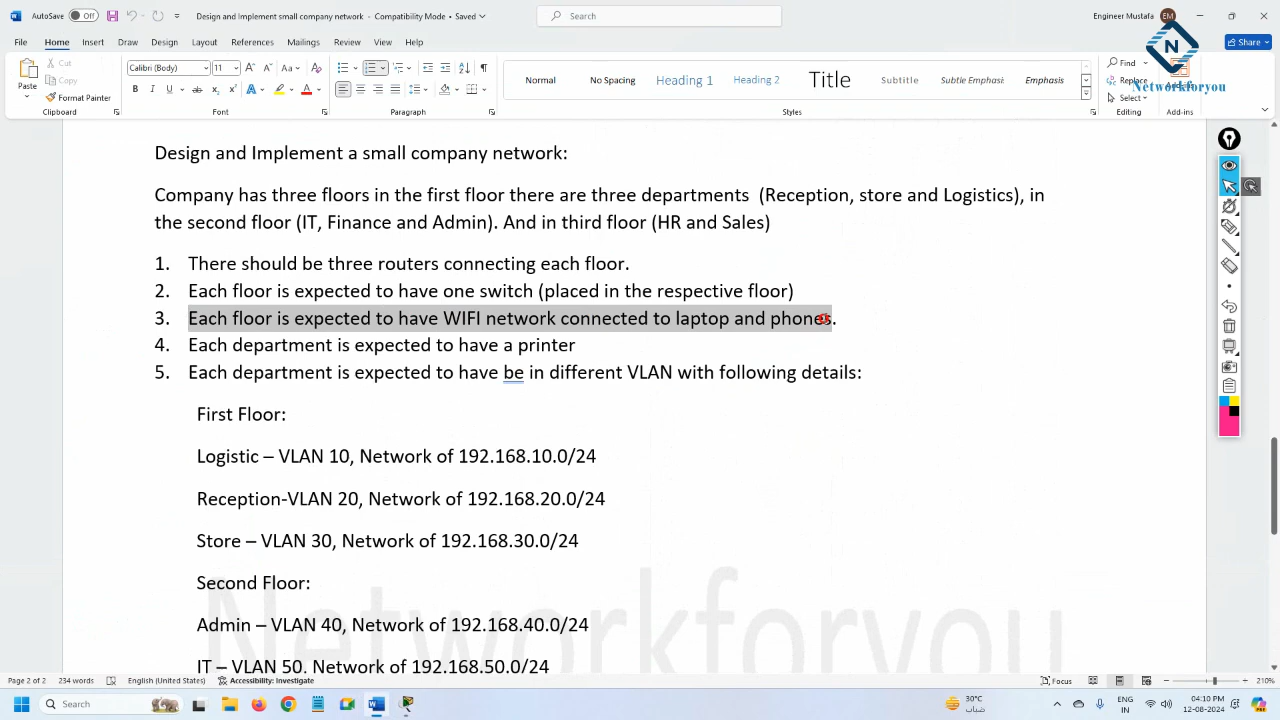 Design and Implement a small company network - Compatibility Mode • Saved
AutoSave Off
Search
Engineer Mustafa EM
File Home Insert Draw Design Layout References Mailings Review View Help
Share
Networkforyou
Paste
Cut
Copy
Format Painter
Clipboard
Calibri (Body) 11
Font
Paragraph
Normal No Spacing Heading 1 Heading 2 Title Subtitle Subtle Emphasis Emphasis
Styles
Find
Replace
Select
Editing
Add-ins
Design and Implement a small company network:
Company has three floors in the first floor there are three departments (Reception, store and Logistics), in
the second floor (IT, Finance and Admin). And in third floor (HR and Sales)
1. There should be three routers connecting each floor.
2. Each floor is expected to have one switch (placed in the respective floor)
3. Each floor is expected to have WIFI network connected to laptop and phones.
4. Each department is expected to have a printer
5. Each department is expected to have be in different VLAN with following details:
First Floor:
Logistic – VLAN 10, Network of 192.168.10.0/24
Reception-VLAN 20, Network of 192.168.20.0/24
Store – VLAN 30, Network of 192.168.30.0/24
Second Floor:
Admin – VLAN 40, Network of 192.168.40.0/24
IT – VLAN 50, Network of 192.168.50.0/24
Networkforyou
Page 2 of 2 234 words English (United States) Accessibility: Investigate Focus 210%
Search
30°C
ENG
IN
04:10 PM
12-08-2024